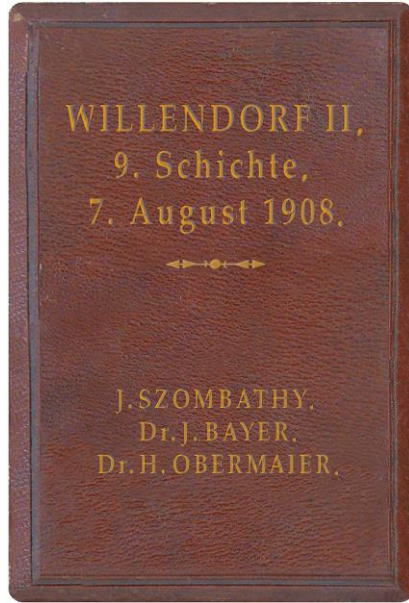 WILLENDORF II,
9. Schichte,
7. August 1908.
J. SZOMBATHY.
Dr. J. BAYER.
Dr. H. OBERMAIER.